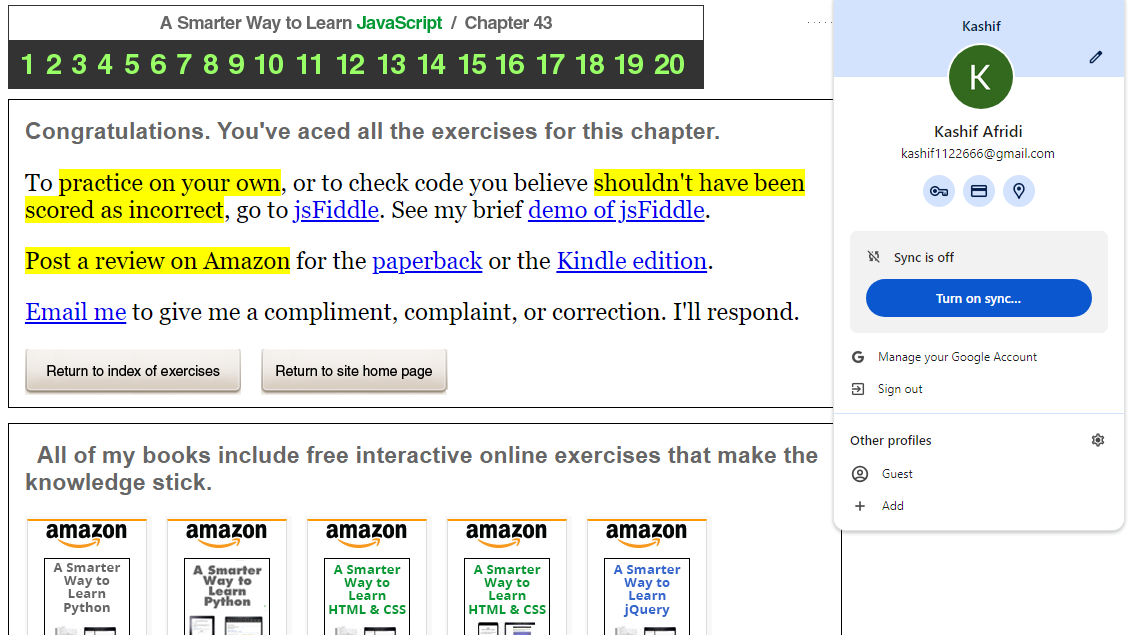 A Smarter Way to Learn JavaScript / Chapter 43
1 2 3 4 5 6 7 8 9 10 11 12 13 14 15 16 17 18 19 20
Congratulations. You've aced all the exercises for this chapter.
To practice on your own, or to check code you believe shouldn't have been
scored as incorrect, go to jsFiddle. See my brief demo of jsFiddle.
Post a review on Amazon for the paperback or the Kindle edition.
Email me to give me a compliment, complaint, or correction. I'll respond.
Return to index of exercises
Return to site home page
All of my books include free interactive online exercises that make the
knowledge stick.
amazon
A Smarter
Way to
Learn
Python
amazon
A Smarter
Way to
Learn
Python
amazon
A Smarter
Way to
Learn
HTML & CSS
amazon
A Smarter
Way to
Learn
HTML & CSS
amazon
A Smarter
Way to
Learn
jQuery
Kashif
K
Kashif Afridi
kashif1122666@gmail.com
Sync is off
Turn on sync...
G
Manage your Google Account
Sign out
Other profiles
Guest
Add